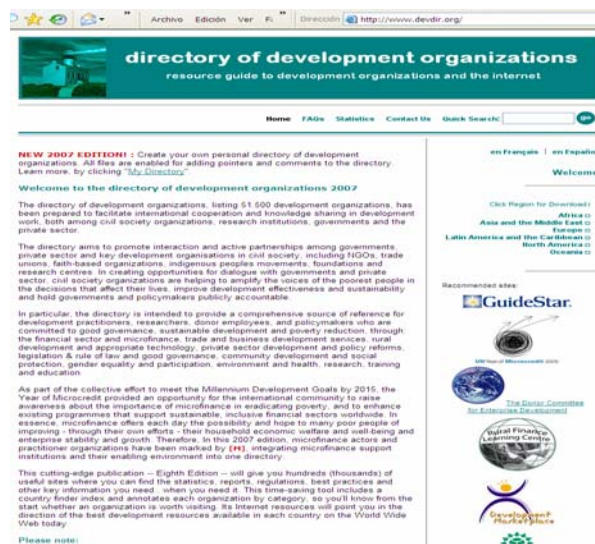 Archivo Edición Ver F
Dirección http://www.devdir.org/
directory of development organizations
resource guide to development organizations and the internet
Home FAQs Statistics Contact Us Quick Search: go
en Français | en Español
NEW 2007 EDITION! : Create your own personal directory of development
organizations. All files are enabled for adding pointers and comments to the directory.
Learn more, by clicking "My Directory"
Welcome to the directory of development organizations 2007
The directory of development organizations, listing 51.500 development organizations, has
been prepared to facilitate international cooperation and knowledge sharing in development
work, both among civil society organizations, research institutions, governments and the
private sector.
The directory aims to promote interaction and active partnerships among governments,
private sector and key development organisations in civil society, including NGOs, trade
unions, faith-based organizations, indigenous peoples movements, foundations and
research centres. In creating opportunities for dialogue with governments and private
sector, civil society organizations are helping to amplify the voices of the poorest people in
the decisions that affect their lives, improve development effectiveness and sustainability
and hold governments and policymakers publicly accountable.
In particular, the directory is intended to provide a comprehensive source of reference for
development practitioners, researchers, donor employees, and policymakers who are
committed to good governance, sustainable development and poverty reduction, through
the financial sector and microfinance, trade and business development services, rural
development and appropriate technology, private sector development and policy reforms,
legislation & rule of law and good governance, community development and social
protection, gender equality and participation, environment and health, research, training
and education.
As part of the collective effort to meet the Millennium Development Goals by 2015, the
Year of Microcredit provided an opportunity for the international community to raise
awareness about the importance of microfinance in eradicating poverty, and to enhance
existing programmes that support sustainable, inclusive financial sectors worldwide. In
essence, microfinance offers each day the possibility and hope to many poor people of
improving - through their own efforts - their household economic welfare and well-being and
enterprise stability and growth. Therefore, In this 2007 edition, microfinance actors and
practitioner organizations have been marked by [M], integrating microfinance support
institutions and their enabling environment into one directory.
This cutting-edge publication -- Eighth Edition -- will give you hundreds (thousands) of
useful sites where you can find the statistics, reports, regulations, best practices and
other key information you need...when you need it. This time-saving tool includes a
country finder index and annotates each organization by category, so you'll know from the
start whether an organization is worth visiting. Its Internet resources will point you in the
direction of the best development resources available in each country on the World Wide
Web today.
Please note:
Welcome
Click Region for Download:
Africa
Asia and the Middle East
Europe
Latin America and the Caribbean
North America
Oceania
Recommended sites:
GuideStar.
UN Year of Microcredit 2005
The Donor Committee
for Enterprise Development
Rural Finance
Learning Centre
Development
Marketplace